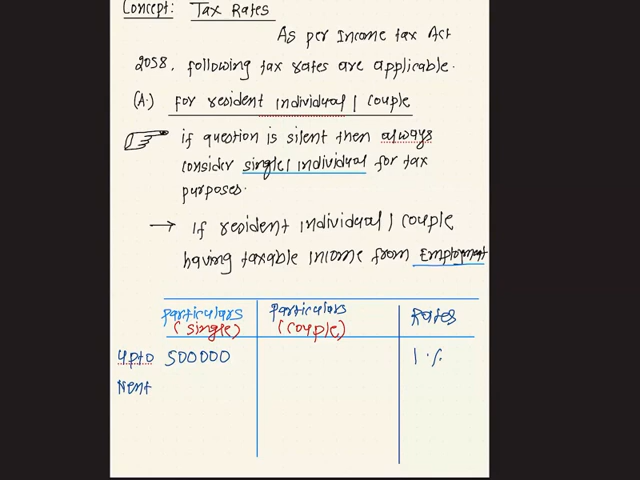 Concept: Tax Rates
As per Income tax Act
2058, following tax rates are applicable.
(A.) for resident individual / couple
if question is silent then always
consider single / individual for tax
purposes.
→ If resident individual / couple
having taxable income from Employment
Particulars (single) Particulars (couple) Rates
Upto 500000 1 %
Next